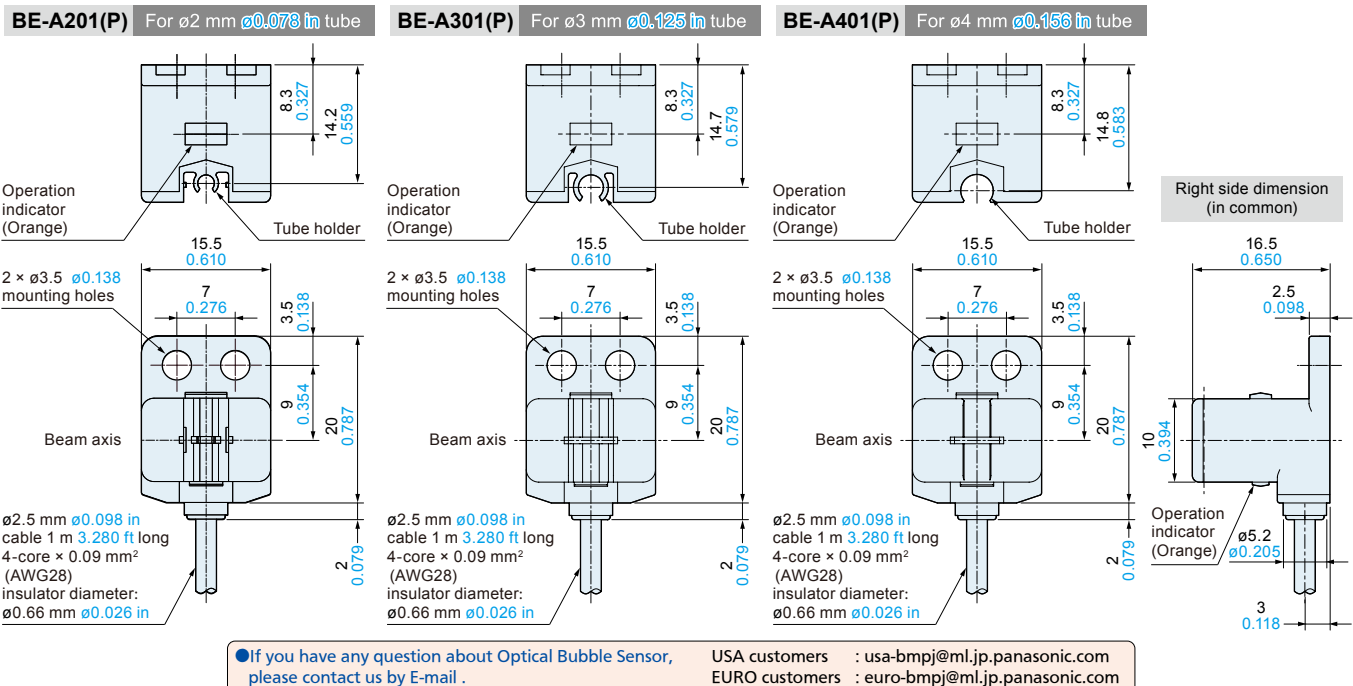 BE-A201(P) For ø2 mm ø0.078 in tube
8.3
0.327
14.2
0.559
Operation
indicator
(Orange)
Tube holder
15.5
0.610
2 × ø3.5 ø0.138
mounting holes
7
0.276
3.5
0.138
9
0.354
20
0.787
Beam axis
ø2.5 mm ø0.098 in
cable 1 m 3.280 ft long
4-core × 0.09 mm²
(AWG28)
insulator diameter:
ø0.66 mm ø0.026 in
2
0.079
BE-A301(P) For ø3 mm ø0.125 in tube
8.3
0.327
14.7
0.579
Operation
indicator
(Orange)
Tube holder
15.5
0.610
2 × ø3.5 ø0.138
mounting holes
7
0.276
3.5
0.138
9
0.354
20
0.787
Beam axis
ø2.5 mm ø0.098 in
cable 1 m 3.280 ft long
4-core × 0.09 mm²
(AWG28)
insulator diameter:
ø0.66 mm ø0.026 in
2
0.079
BE-A401(P) For ø4 mm ø0.156 in tube
8.3
0.327
14.8
0.583
Operation
indicator
(Orange)
Tube holder
15.5
0.610
2 × ø3.5 ø0.138
mounting holes
7
0.276
3.5
0.138
9
0.354
20
0.787
Beam axis
ø2.5 mm ø0.098 in
cable 1 m 3.280 ft long
4-core × 0.09 mm²
(AWG28)
insulator diameter:
ø0.66 mm ø0.026 in
2
0.079
Right side dimension
(in common)
16.5
0.650
2.5
0.098
10
0.394
Operation
indicator
(Orange)
ø5.2
ø0.205
3
0.118
●If you have any question about Optical Bubble Sensor,
please contact us by E-mail .
USA customers : usa-bmpj@ml.jp.panasonic.com
EURO customers : euro-bmpj@ml.jp.panasonic.com